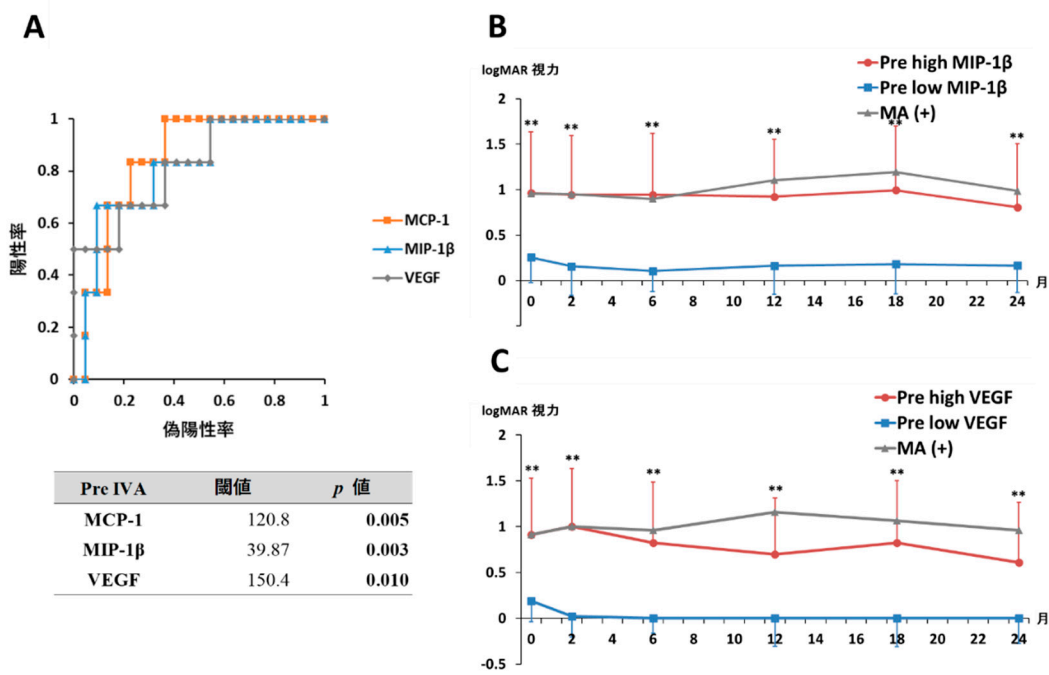 A
陽性率
1
0.8
0.6
0.4
0.2
0
0 0.2 0.4 0.6 0.8 1
偽陽性率
MCP-1
MIP-1β
VEGF
Pre IVA 閾値 p 値
MCP-1 120.8 0.005
MIP-1β 39.87 0.003
VEGF 150.4 0.010
B
logMAR 視力
Pre high MIP-1β
Pre low MIP-1β
MA (+)
2
1.5
1
0.5
0
** ** ** ** ** **
0 2 4 6 8 10 12 14 16 18 20 22 24 月
C
logMAR 視力
Pre high VEGF
Pre low VEGF
MA (+)
2
1.5
1
0.5
0
-0.5
** ** ** ** ** **
0 2 4 6 8 10 12 14 16 18 20 22 24 月